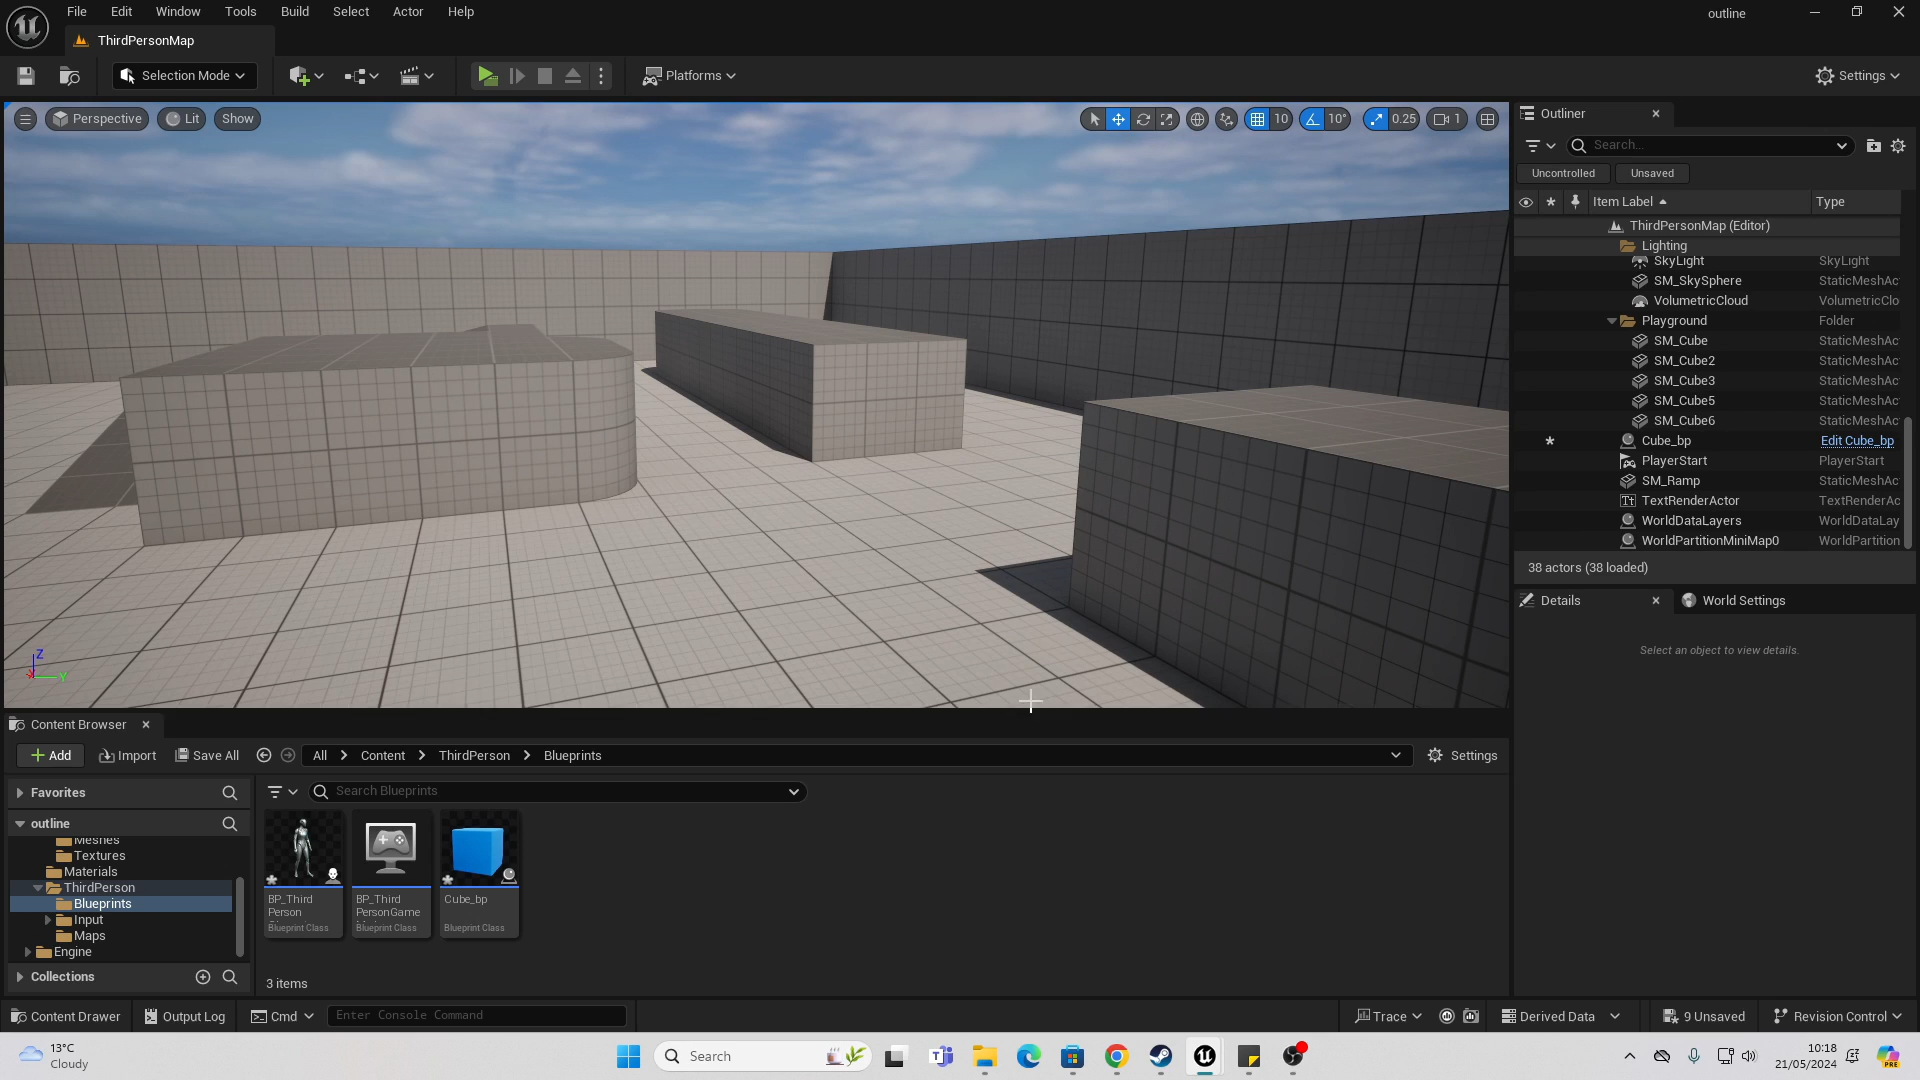 File Edit Window Tools Build Select Actor Help
outline
ThirdPersonMap
Selection Mode
Platforms
Settings
Perspective Lit Show
10 10° 0.25 1
Outliner
Search...
Uncontrolled Unsaved
Item Label Type
ThirdPersonMap (Editor)
Lighting
SkyLight SkyLight
SM_SkySphere StaticMeshAc
VolumetricCloud VolumetricClo
Playground Folder
SM_Cube StaticMeshAc
SM_Cube2 StaticMeshAc
SM_Cube3 StaticMeshAc
SM_Cube5 StaticMeshAc
SM_Cube6 StaticMeshAc
Cube_bp Edit Cube_bp
PlayerStart PlayerStart
SM_Ramp StaticMeshAc
TextRenderActor TextRenderAc
WorldDataLayers WorldDataLay
WorldPartitionMiniMap0 WorldPartition
38 actors (38 loaded)
Details World Settings
Select an object to view details.
Z
Y
Content Browser
Add Import Save All All Content ThirdPerson Blueprints Settings
Favorites
Search Blueprints
outline
Meshes
Textures
Materials
ThirdPerson
Blueprints
Input
Maps
Engine
Collections
BP_Third
Person
Blueprint Class
BP_Third
PersonGame
Blueprint Class
Cube_bp
Blueprint Class
3 items
Content Drawer Output Log Cmd Enter Console Command Trace Derived Data 9 Unsaved Revision Control
13°C
Cloudy
Search
10:18
21/05/2024
PRE